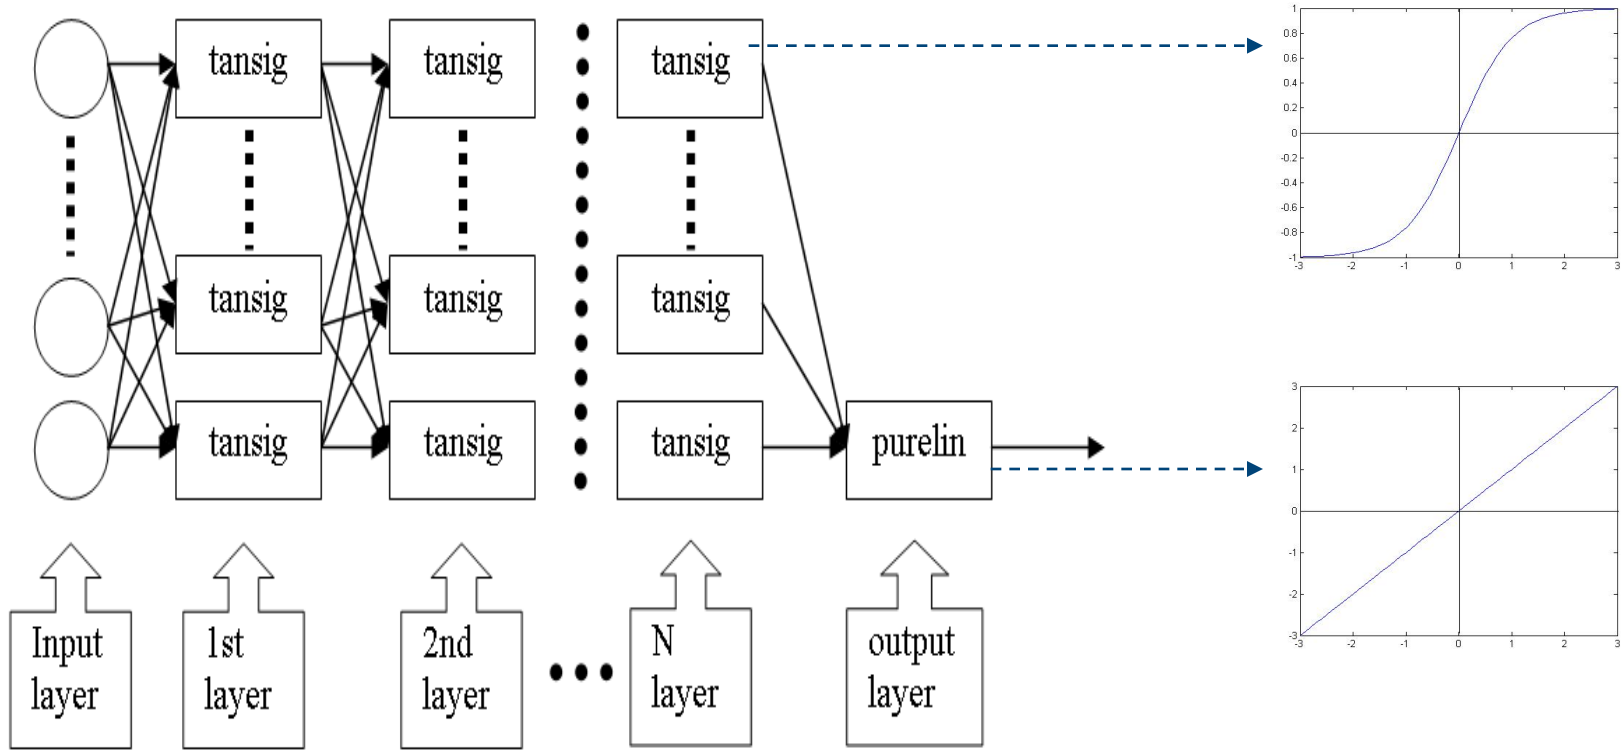 tansig
tansig
tansig
tansig
tansig
tansig
tansig
tansig
tansig
purelin
Input
layer
1st
layer
2nd
layer
N
layer
output
layer
1
0.8
0.6
0.4
0.2
0
-0.2
-0.4
-0.6
-0.8
-1
-3 -2 -1 0 1 2 3
3
2
1
0
-1
-2
-3
-3 -2 -1 0 1 2 3